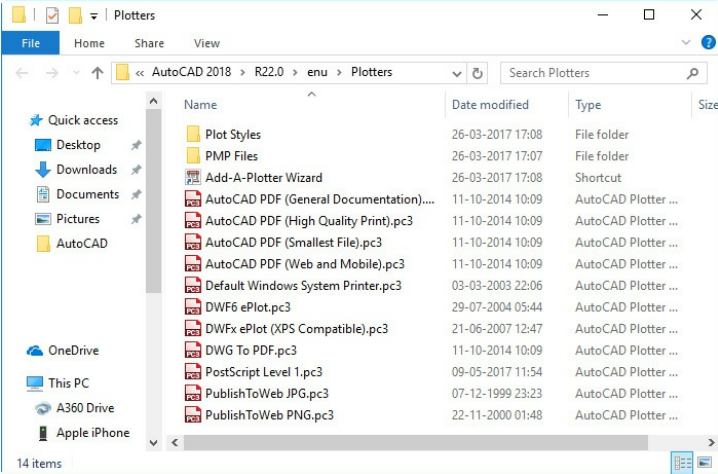 Plotters
File Home Share View
« AutoCAD 2018 > R22.0 > enu > Plotters Search Plotters
Name Date modified Type Size
Quick access
Desktop
Downloads
Documents
Pictures
AutoCAD
OneDrive
This PC
A360 Drive
Apple iPhone
Plot Styles 26-03-2017 17:08 File folder
PMP Files 26-03-2017 17:07 File folder
Add-A-Plotter Wizard 26-03-2017 17:08 Shortcut
AutoCAD PDF (General Documentation).... 11-10-2014 10:09 AutoCAD Plotter ...
AutoCAD PDF (High Quality Print).pc3 11-10-2014 10:09 AutoCAD Plotter ...
AutoCAD PDF (Smallest File).pc3 11-10-2014 10:09 AutoCAD Plotter ...
AutoCAD PDF (Web and Mobile).pc3 11-10-2014 10:09 AutoCAD Plotter ...
Default Windows System Printer.pc3 03-03-2003 22:06 AutoCAD Plotter ...
DWF6 ePlot.pc3 29-07-2004 05:44 AutoCAD Plotter ...
DWFx ePlot (XPS Compatible).pc3 21-06-2007 12:47 AutoCAD Plotter ...
DWG To PDF.pc3 11-10-2014 10:09 AutoCAD Plotter ...
PostScript Level 1.pc3 09-05-2017 11:54 AutoCAD Plotter ...
PublishToWeb JPG.pc3 07-12-1999 23:23 AutoCAD Plotter ...
PublishToWeb PNG.pc3 22-11-2000 01:48 AutoCAD Plotter ...
14 items